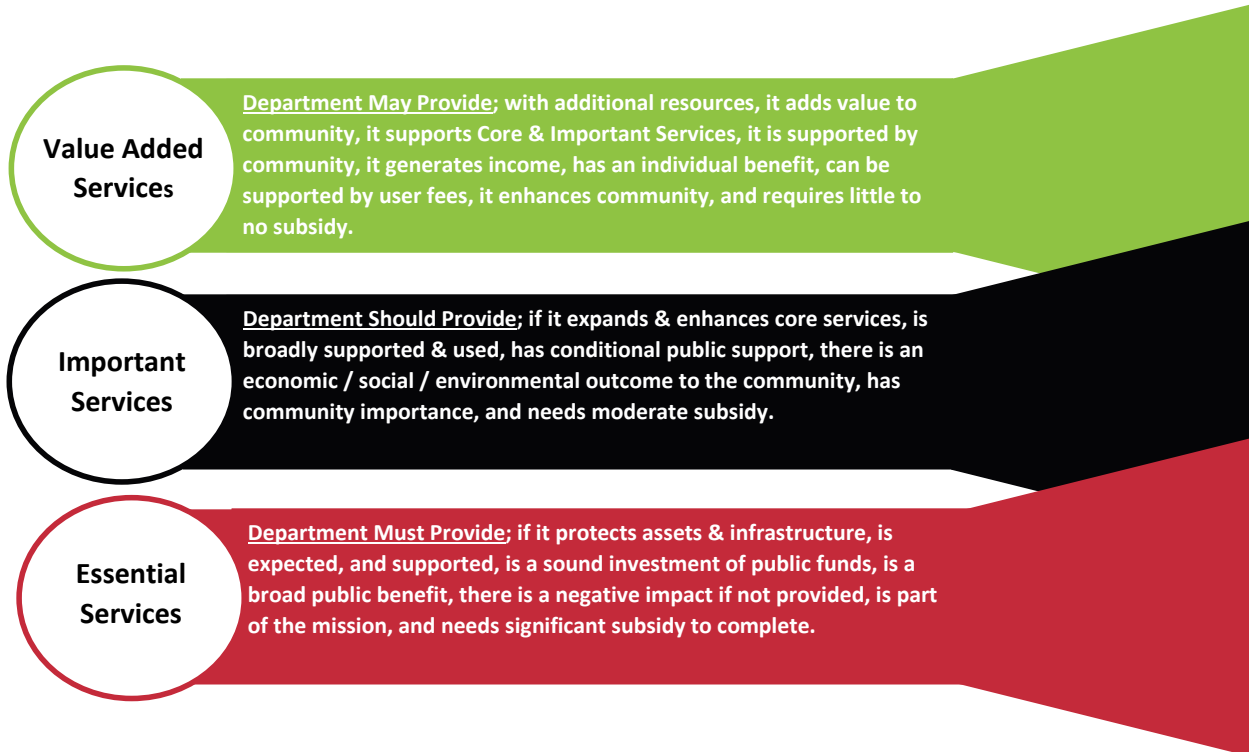 Value Added
Services
Department May Provide; with additional resources, it adds value to
community, it supports Core & Important Services, it is supported by
community, it generates income, has an individual benefit, can be
supported by user fees, it enhances community, and requires little to
no subsidy.
Important
Services
Department Should Provide; if it expands & enhances core services, is
broadly supported & used, has conditional public support, there is an
economic / social / environmental outcome to the community, has
community importance, and needs moderate subsidy.
Essential
Services
Department Must Provide; if it protects assets & infrastructure, is
expected, and supported, is a sound investment of public funds, is a
broad public benefit, there is a negative impact if not provided, is part
of the mission, and needs significant subsidy to complete.